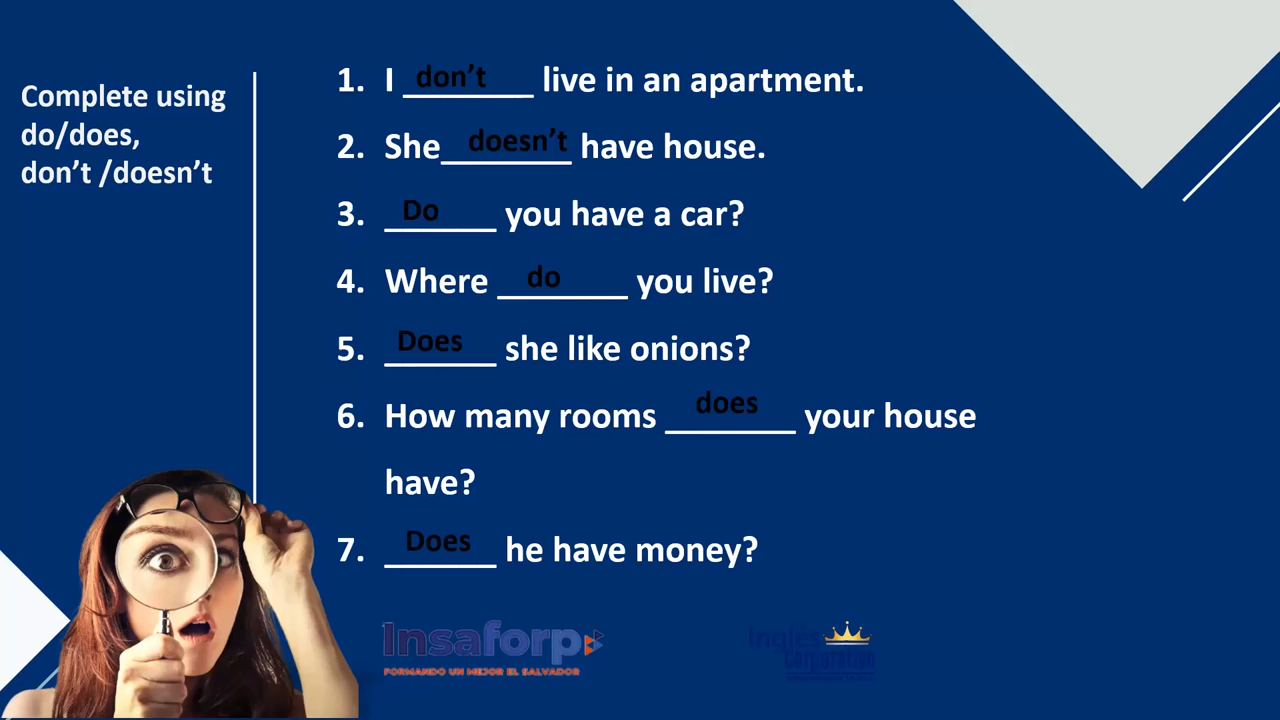 Complete using
do/does,
don’t /doesn’t
1. I don’t live in an apartment.
2. She doesn’t have house.
3. Do you have a car?
4. Where do you live?
5. Does she like onions?
6. How many rooms does your house
have?
7. Does he have money?
Insaforp
FORMANDO UN MEJOR EL SALVADOR
Inglés
Corporativo